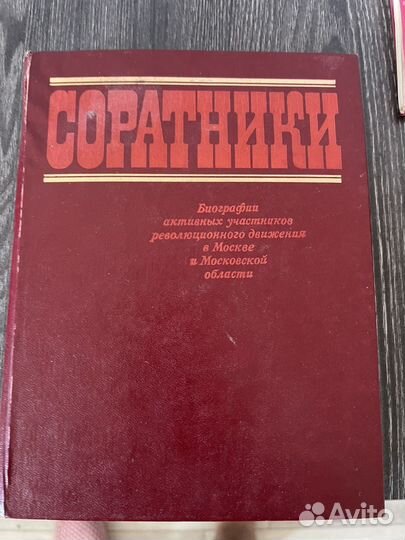 СОРАТНИКИ
Биографии
активных участников
революционного движения
в Москве
и Московской
области
Avito